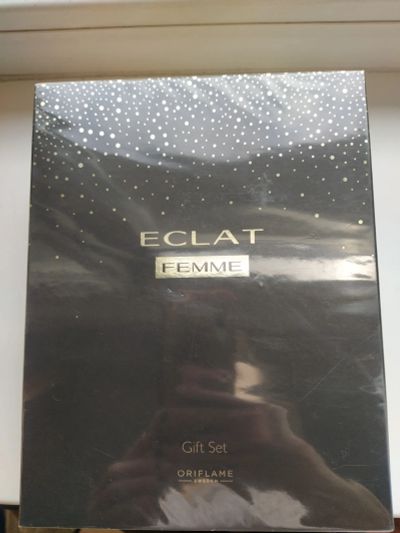 ECLAT
FEMME
Gift Set
ORIFLAME
SWEDEN